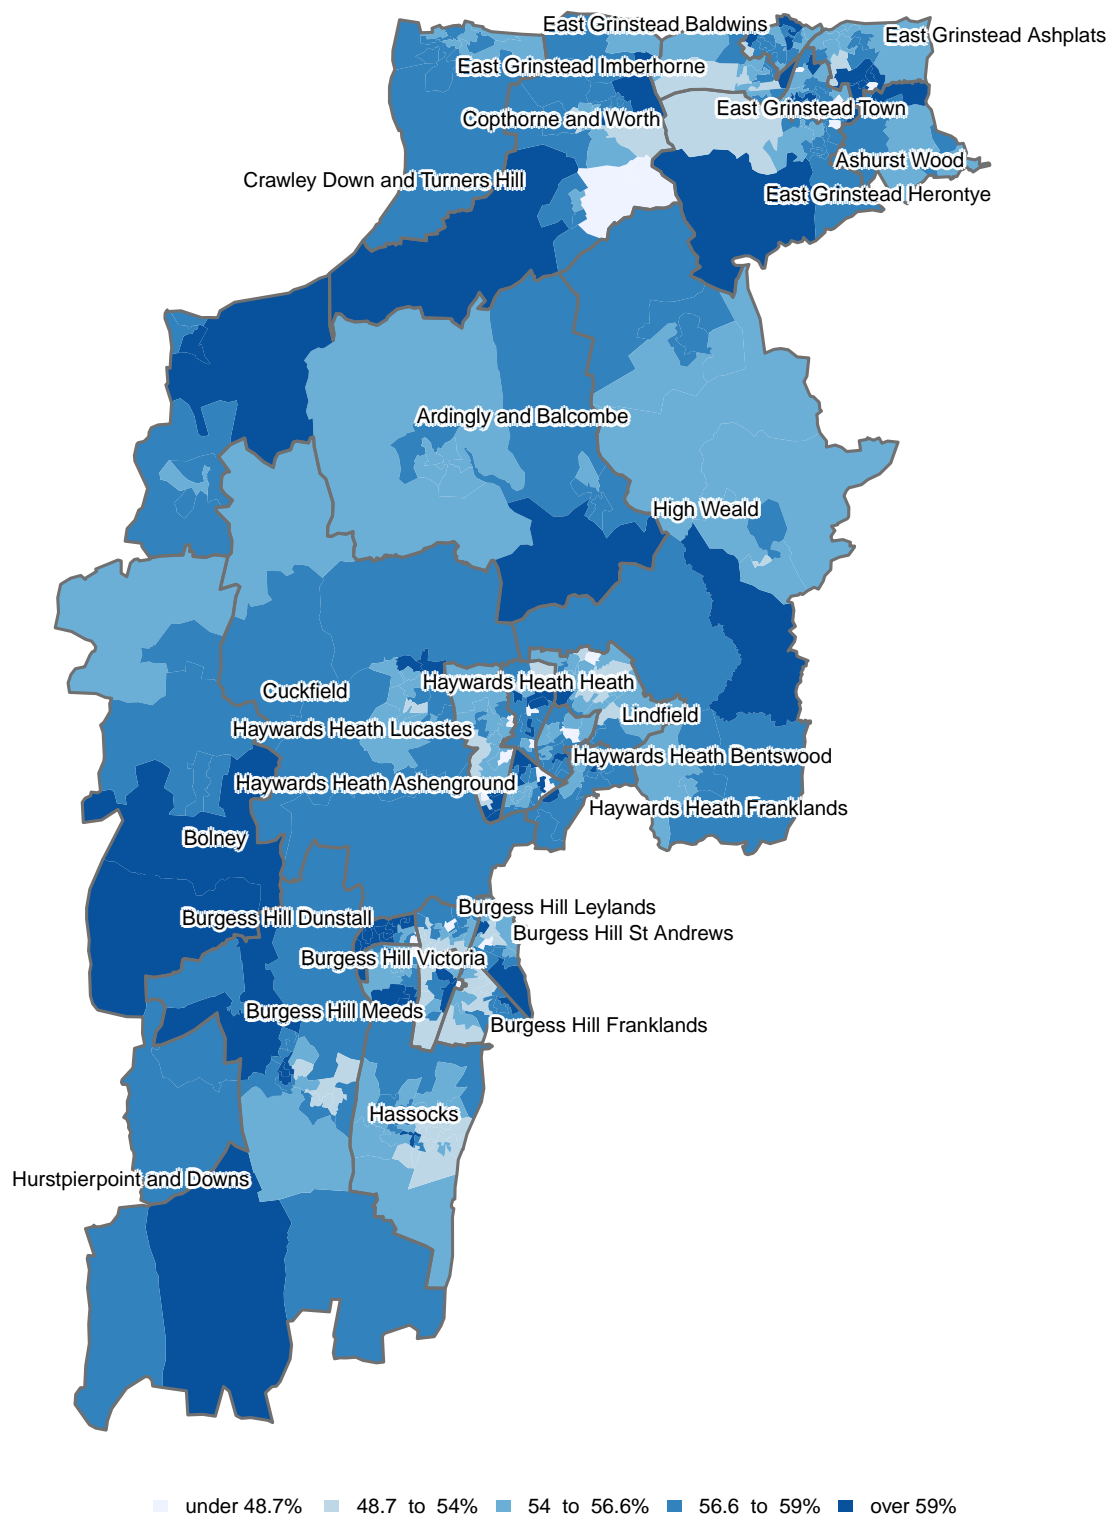 East Grinstead Baldwins
East Grinstead Ashplats
East Grinstead Imberhorne
East Grinstead Town
Copthorne and Worth
Ashurst Wood
Crawley Down and Turners Hill
East Grinstead Herontye
Ardingly and Balcombe
High Weald
Haywards Heath Heath
Cuckfield
Lindfield
Haywards Heath Lucastes
Haywards Heath Bentswood
Haywards Heath Ashenground
Haywards Heath Franklands
Bolney
Burgess Hill Leylands
Burgess Hill Dunstall
Burgess Hill St Andrews
Burgess Hill Victoria
Burgess Hill Meeds
Burgess Hill Franklands
Hassocks
Hurstpierpoint and Downs
under 48.7% 48.7 to 54% 54 to 56.6% 56.6 to 59% over 59%